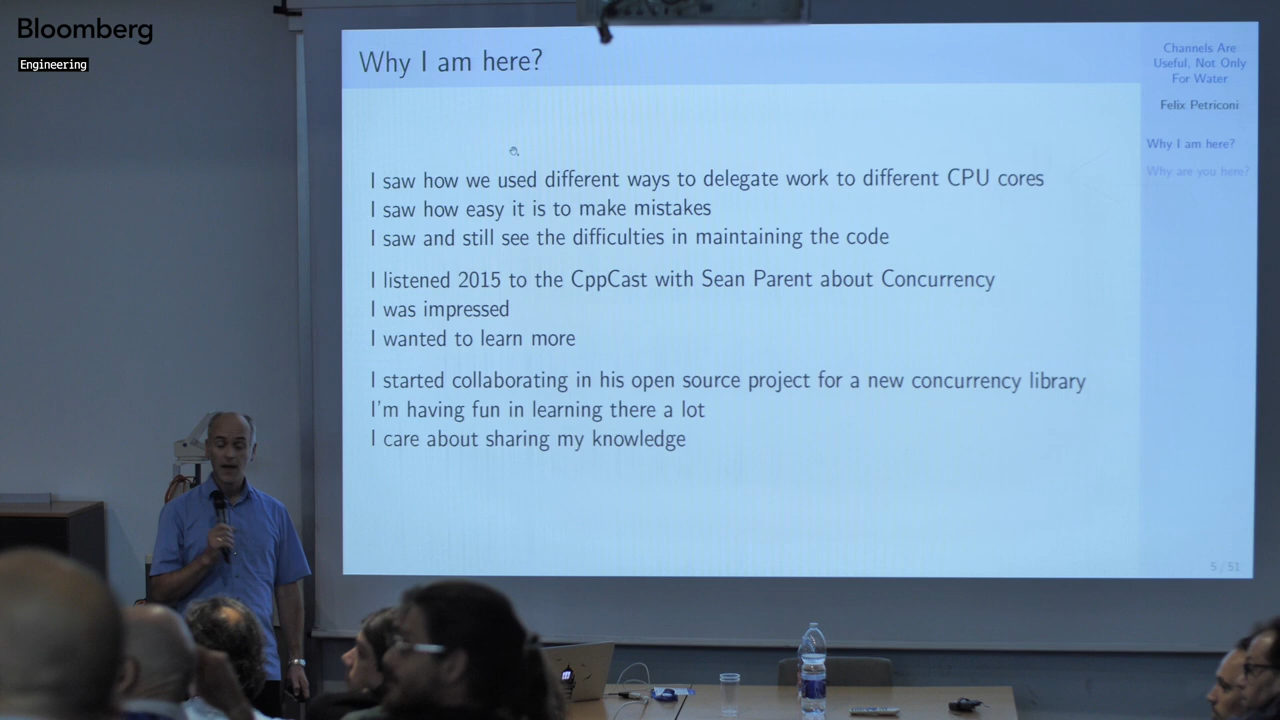 Bloomberg
Engineering
Why I am here?
I saw how we used different ways to delegate work to different CPU cores
I saw how easy it is to make mistakes
I saw and still see the difficulties in maintaining the code
I listened 2015 to the CppCast with Sean Parent about Concurrency
I was impressed
I wanted to learn more
I started collaborating in his open source project for a new concurrency library
I'm having fun in learning there a lot
I care about sharing my knowledge
Channels Are
Useful, Not Only
For Water
Felix Petriconi
Why I am here?
Why are you here?
5 / 51